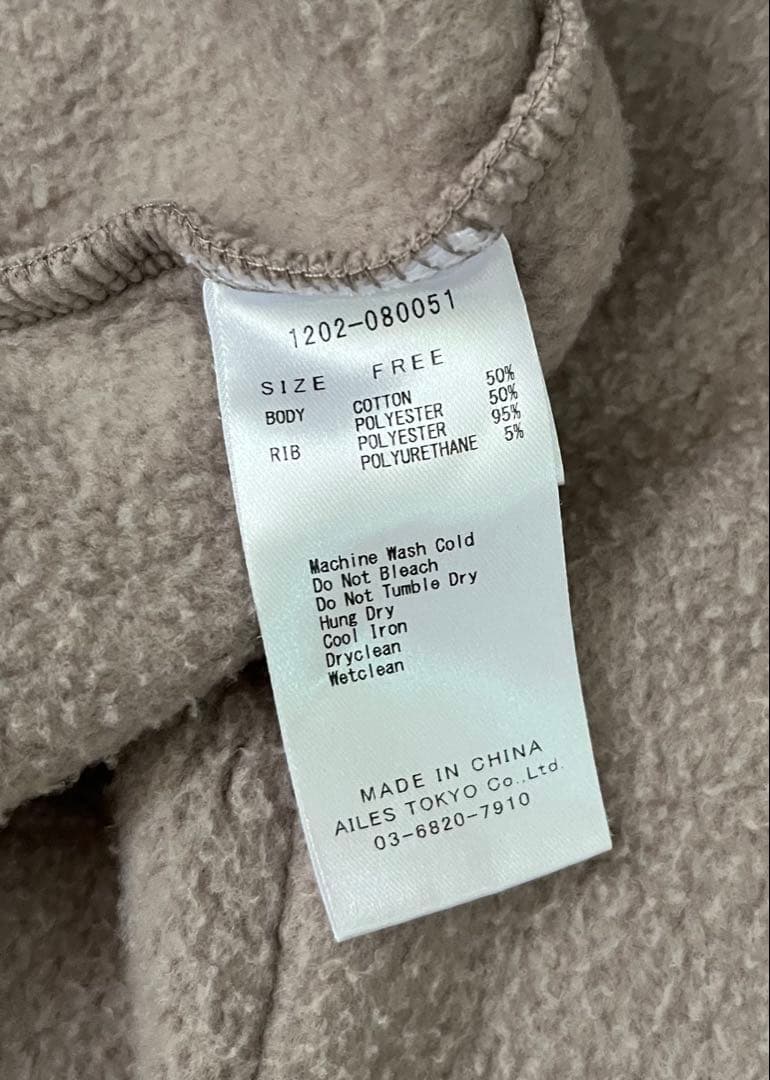 1202-080051
SIZE FREE
BODY COTTON 50%
POLYESTER 50%
RIB POLYESTER 95%
POLYURETHANE 5%
Machine Wash Cold
Do Not Bleach
Do Not Tumble Dry
Hung Dry
Cool Iron
Dryclean
Wetclean
MADE IN CHINA
AILES TOKYO Co.,Ltd.
03-6820-7910